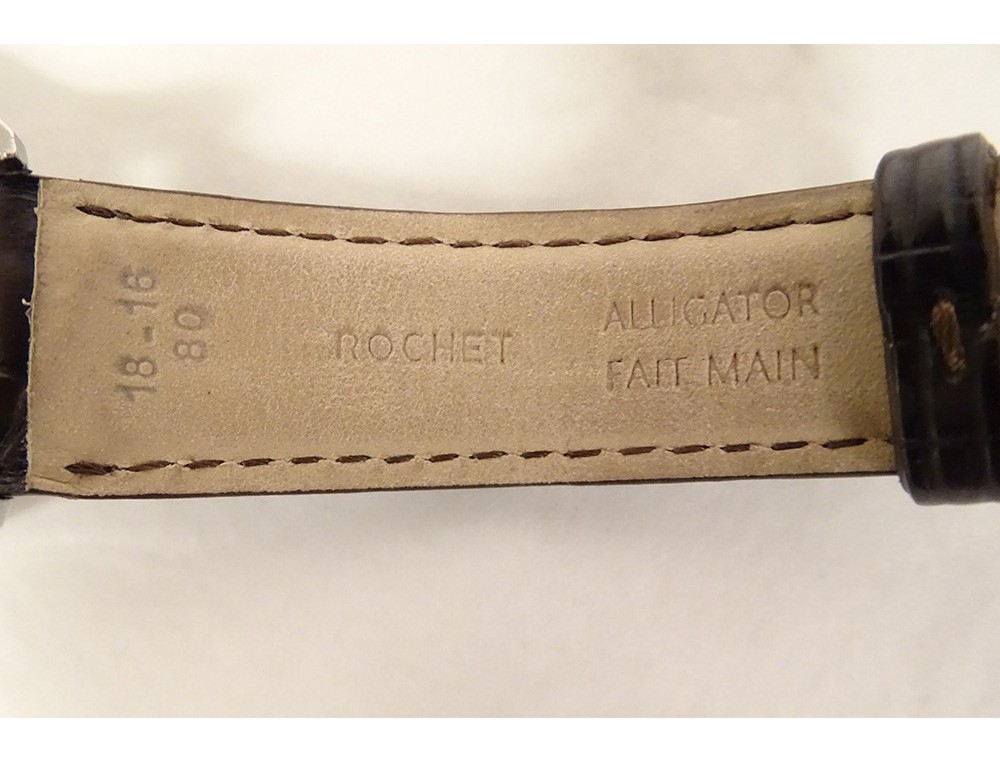 18-16
80
ROCHET
ALLIGATOR
FAIT MAIN